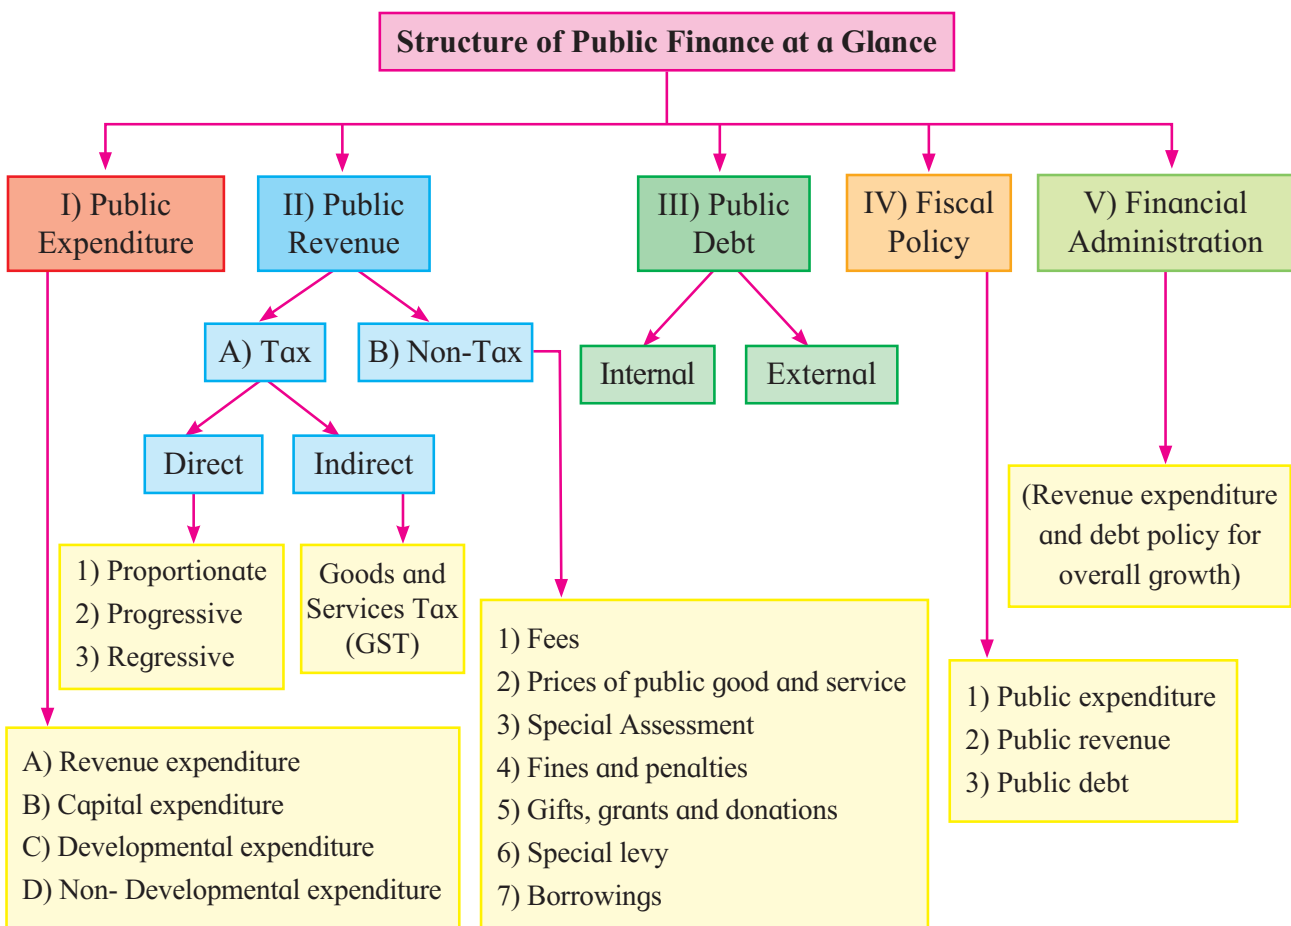 Structure of Public Finance at a Glance
I) Public
Expenditure
II) Public
Revenue
III) Public
Debt
IV) Fiscal
Policy
V) Financial
Administration
A) Tax
B) Non-Tax
Internal
External
Direct
Indirect
(Revenue expenditure
and debt policy for
overall growth)
1) Proportionate
2) Progressive
3) Regressive
Goods and
Services Tax
(GST)
1) Fees
2) Prices of public good and service
3) Special Assessment
4) Fines and penalties
5) Gifts, grants and donations
6) Special levy
7) Borrowings
1) Public expenditure
2) Public revenue
3) Public debt
A) Revenue expenditure
B) Capital expenditure
C) Developmental expenditure
D) Non- Developmental expenditure